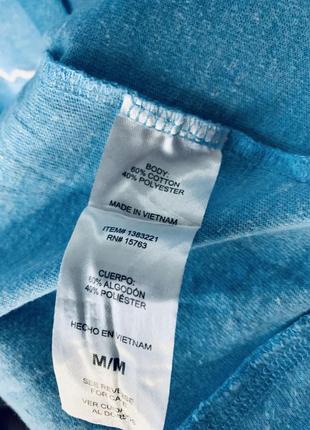 BODY:
60% COTTON
40% POLYESTER
MADE IN VIETNAM
ITEM# 1383221
RN# 15763
CUERPO:
60% ALGODÓN
40% POLIÉSTER
HECHO EN VIETNAM
M/M
SEE REVERSE
FOR CARE
VER CUIDADO
AL DORSO